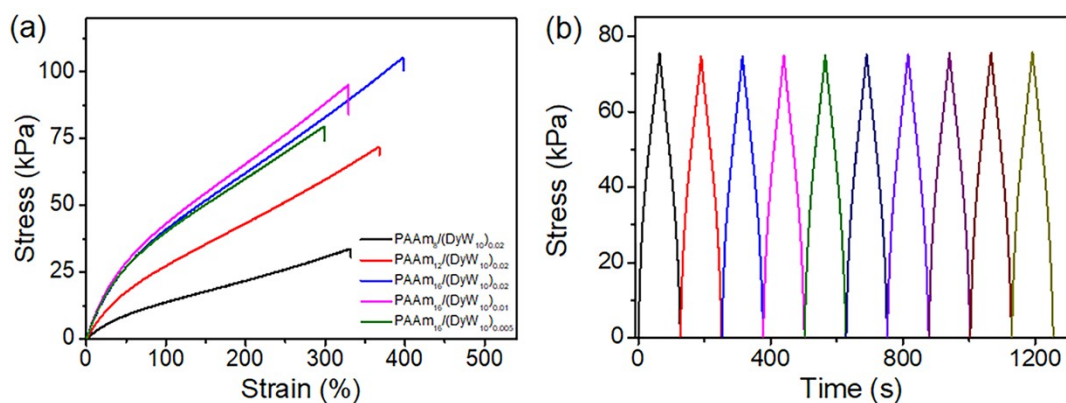 (a)
Stress (kPa)
100
75
50
25
0
0 100 200 300 400 500
Strain (%)
PAAm₈/(DyW₁₀)₀.₀₂
PAAm₁₂/(DyW₁₀)₀.₀₂
PAAm₁₆/(DyW₁₀)₀.₀₂
PAAm₁₆/(DyW₁₀)₀.₀₁
PAAm₁₆/(DyW₁₀)₀.₀₀₅
(b)
Stress (kPa)
80
60
40
20
0
0 400 800 1200
Time (s)